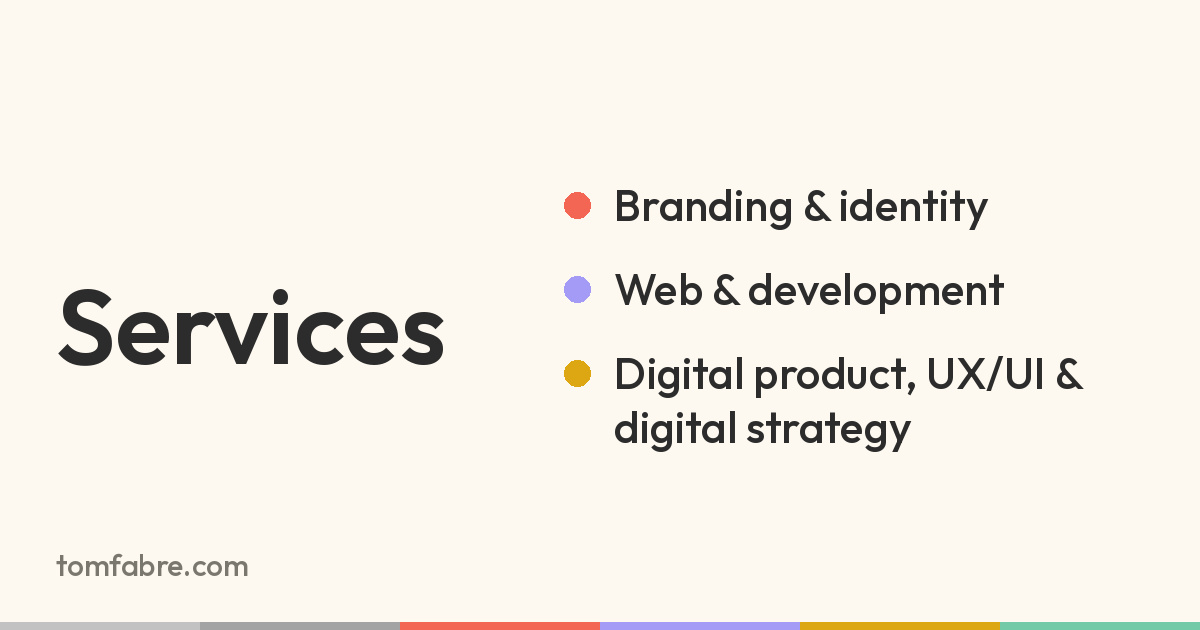 Services
Branding & identity
Web & development
Digital product, UX/UI &
digital strategy
tomfabre.com